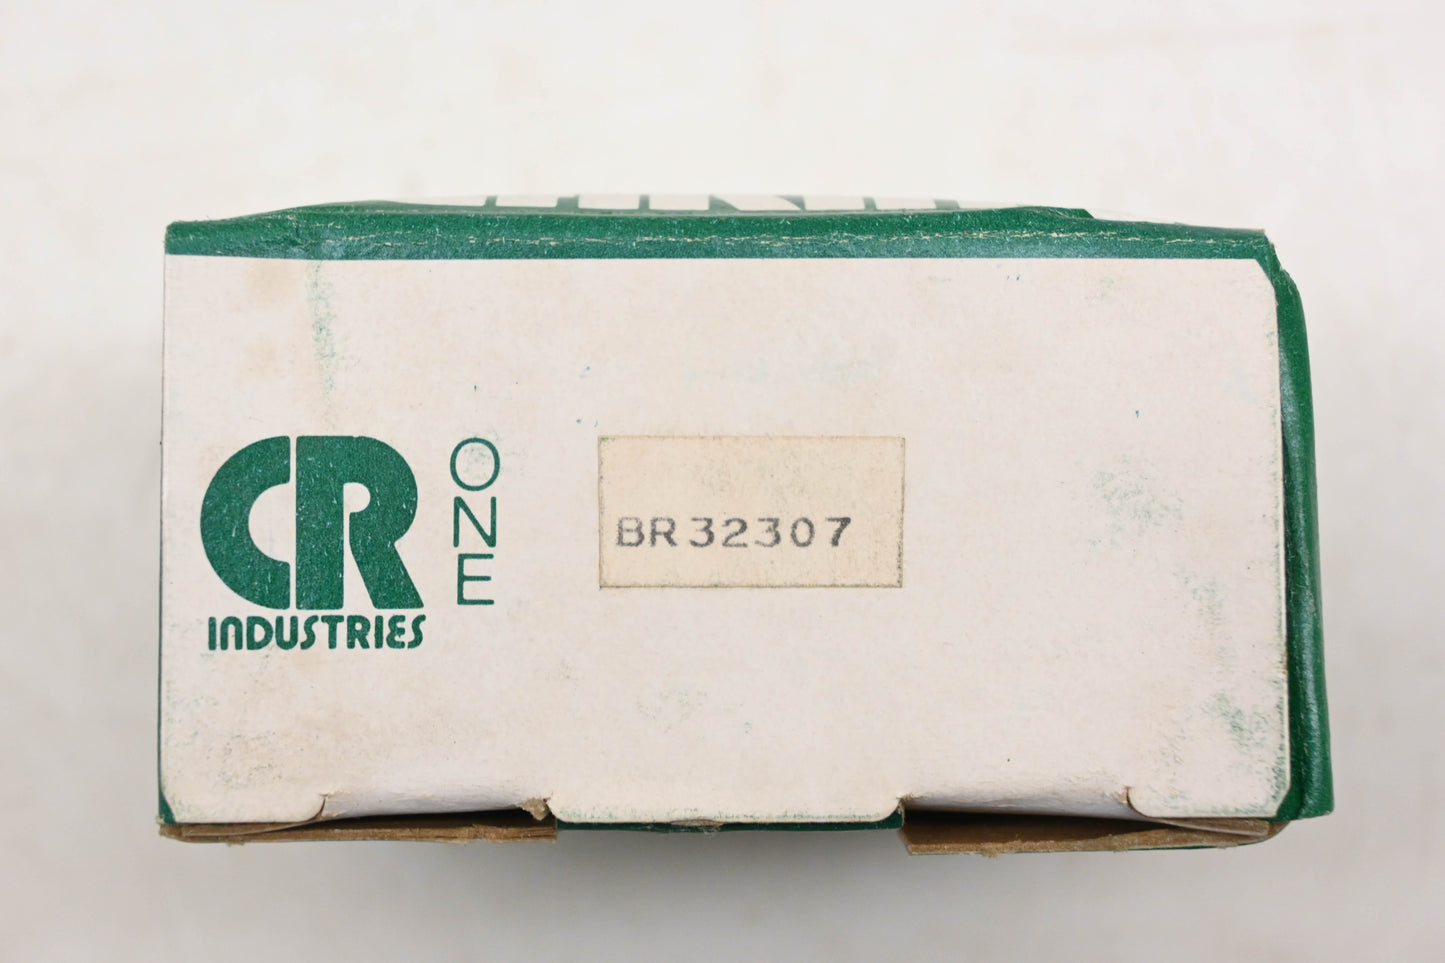 CR
INDUSTRIES
ONE
BR32307